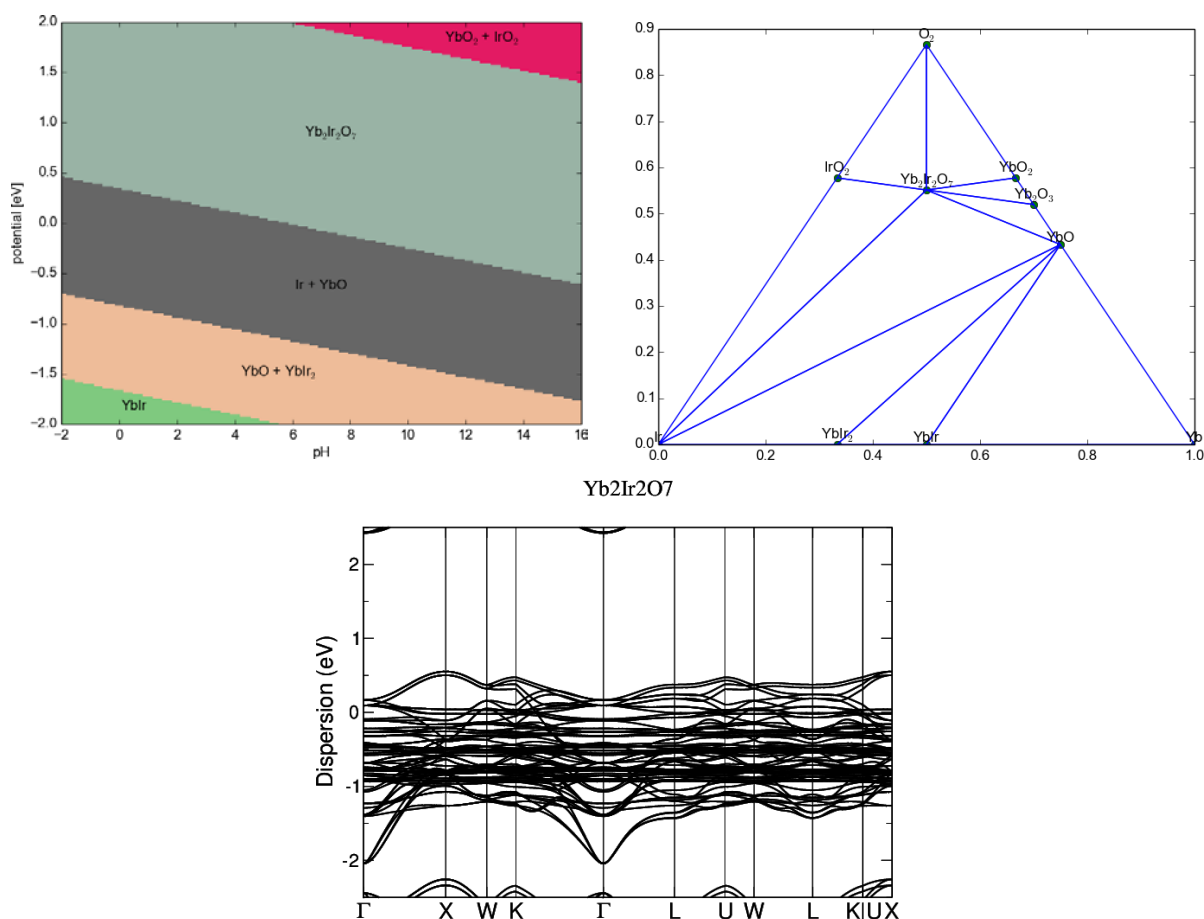 2.0
1.5
1.0
0.5
0.0
−0.5
−1.0
−1.5
−2.0
potential [eV]
YbO₂ + IrO₂
Yb₂Ir₂O₇
Ir + YbO
YbO + YbIr₂
YbIr
−2 0 2 4 6 8 10 12 14 16
pH
0.9
0.8
0.7
0.6
0.5
0.4
0.3
0.2
0.1
0.0
O₂
IrO₂
Yb₂Ir₂O₇
YbO₂
Yb₂O₃
YbO
Ir
YbIr₂
YbIr
Yb
0.2 0.4 0.6 0.8 1.0
Yb2Ir2O7
Dispersion (eV)
2
1
0
-1
-2
Γ X W K Γ L U W L K|U X